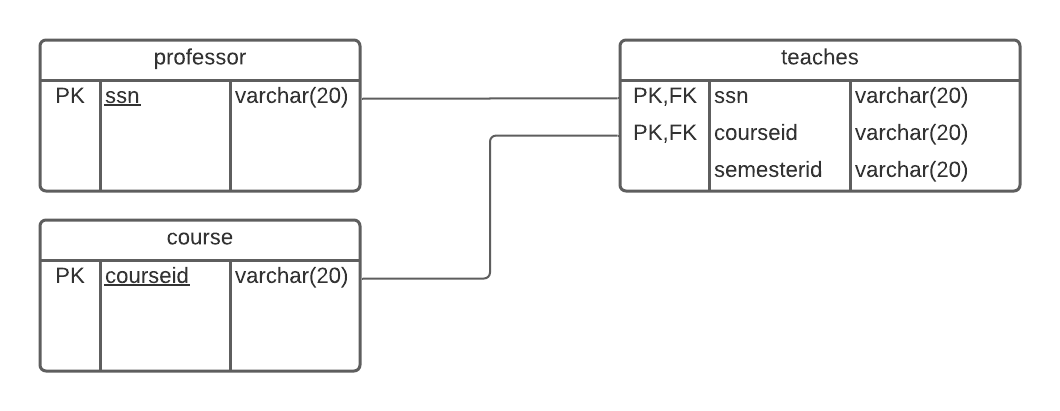 professor
PK ssn varchar(20)
teaches
PK,FK ssn varchar(20)
PK,FK courseid varchar(20)
semesterid varchar(20)
course
PK courseid varchar(20)